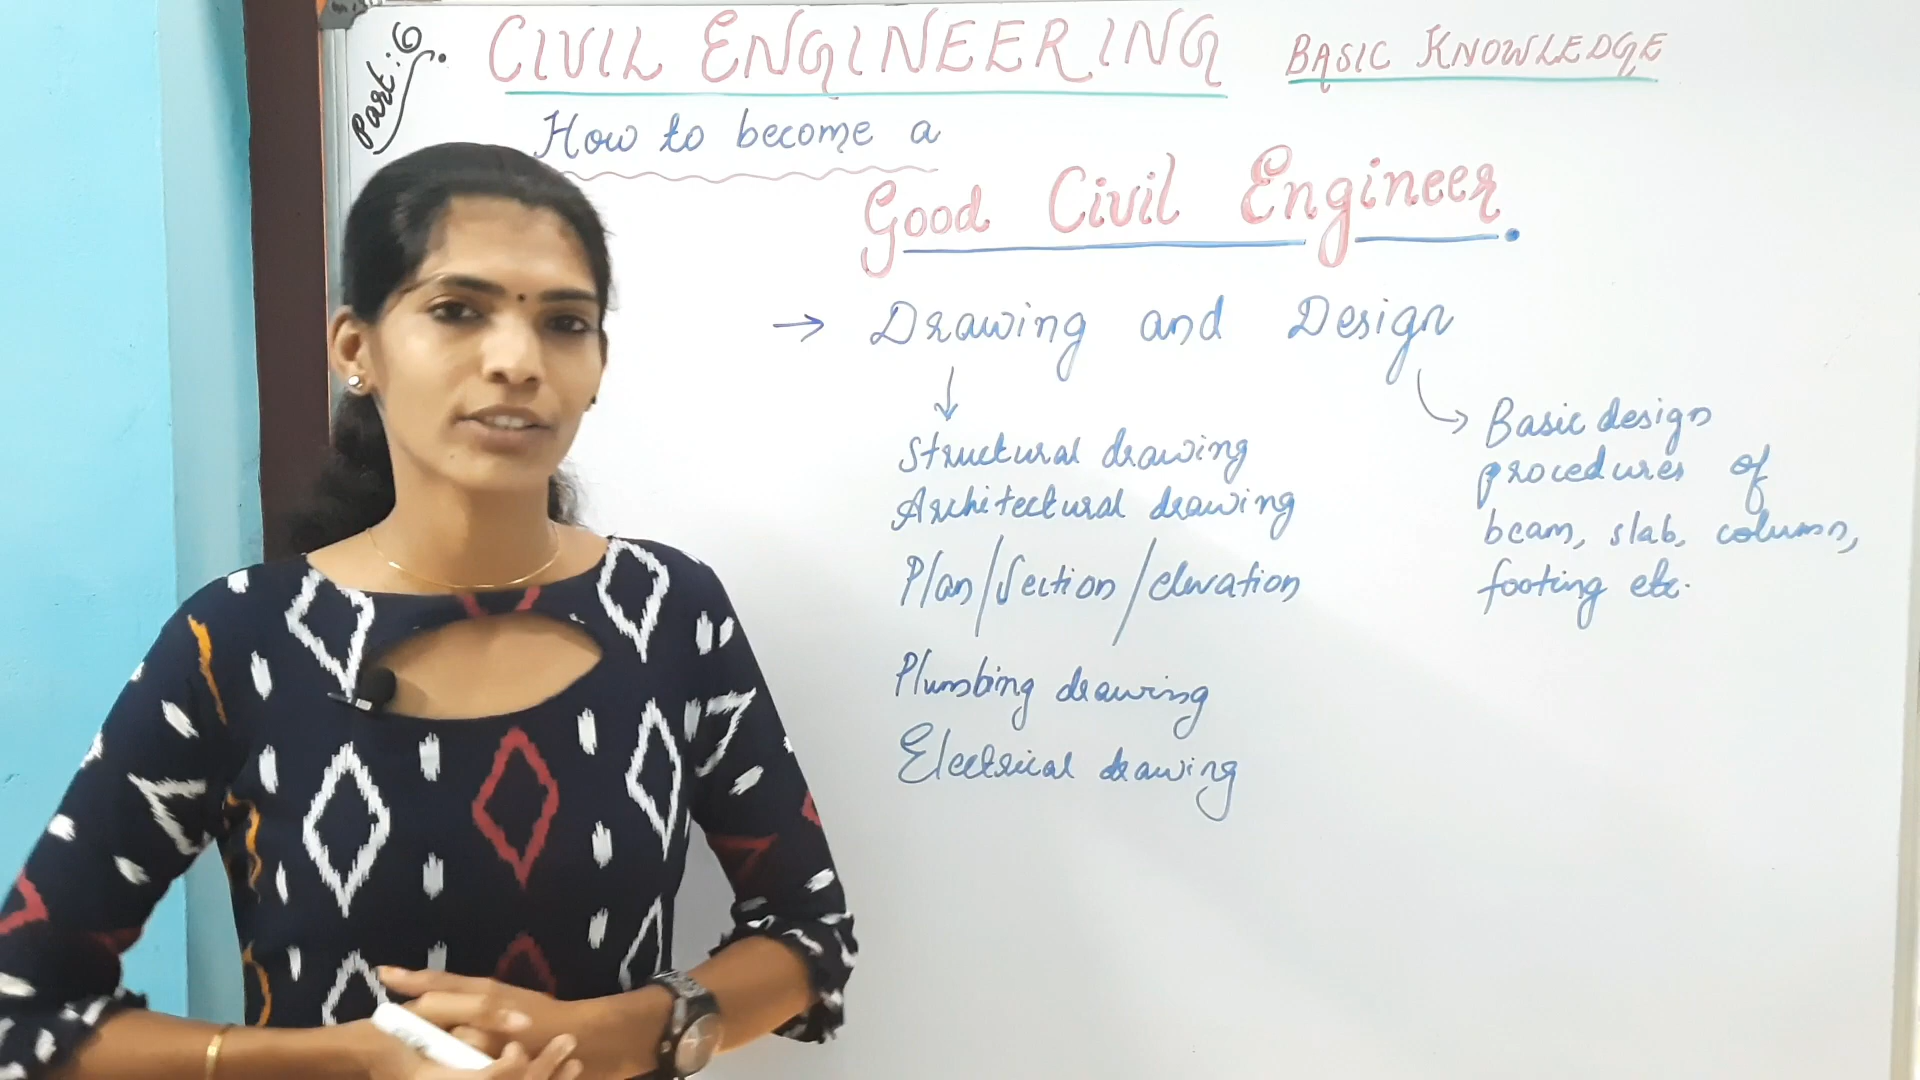 Part: 6
CIVIL ENGINEERING BASIC KNOWLEDGE
How to become a
Good Civil Engineer.
→ Drawing and Design
Structural drawing
Architectural drawing
Plan/Section/elevation
Plumbing drawing
Electrical drawing
Basic design
procedures of
beam, slab, column,
footing etc.